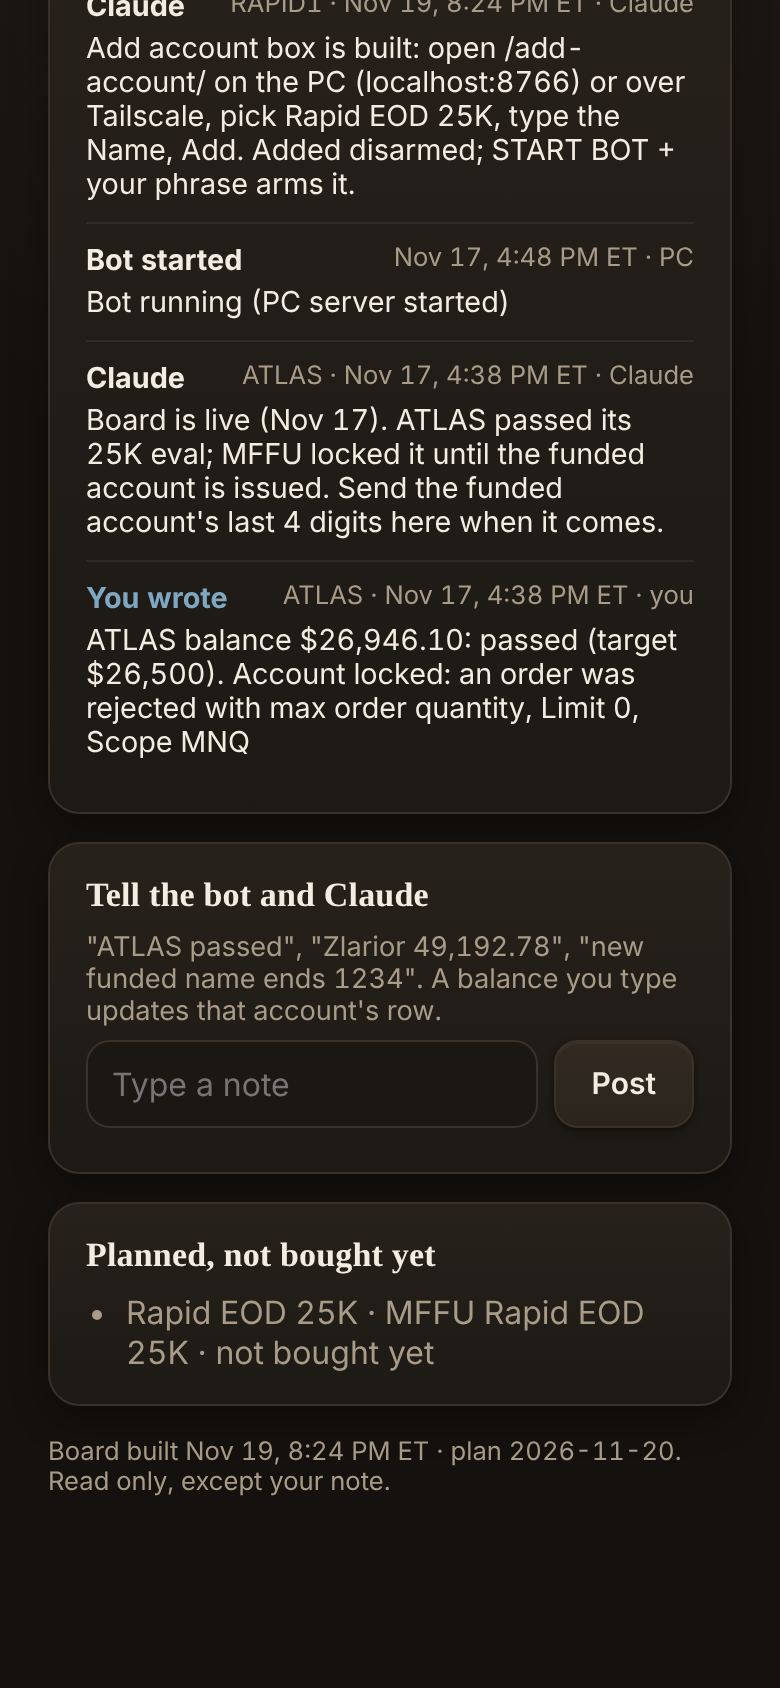 Claude RAPID1 · Nov 19, 8:24 PM ET · Claude
Add account box is built: open /add-
account/ on the PC (localhost:8766) or over
Tailscale, pick Rapid EOD 25K, type the
Name, Add. Added disarmed; START BOT +
your phrase arms it.
Bot started Nov 17, 4:48 PM ET · PC
Bot running (PC server started)
Claude ATLAS · Nov 17, 4:38 PM ET · Claude
Board is live (Nov 17). ATLAS passed its
25K eval; MFFU locked it until the funded
account is issued. Send the funded
account's last 4 digits here when it comes.
You wrote ATLAS · Nov 17, 4:38 PM ET · you
ATLAS balance $26,946.10: passed (target
$26,500). Account locked: an order was
rejected with max order quantity, Limit 0,
Scope MNQ
Tell the bot and Claude
"ATLAS passed", "Zlarior 49,192.78", "new
funded name ends 1234". A balance you type
updates that account's row.
Type a note
Post
Planned, not bought yet
• Rapid EOD 25K · MFFU Rapid EOD
25K · not bought yet
Board built Nov 19, 8:24 PM ET · plan 2026-11-20.
Read only, except your note.